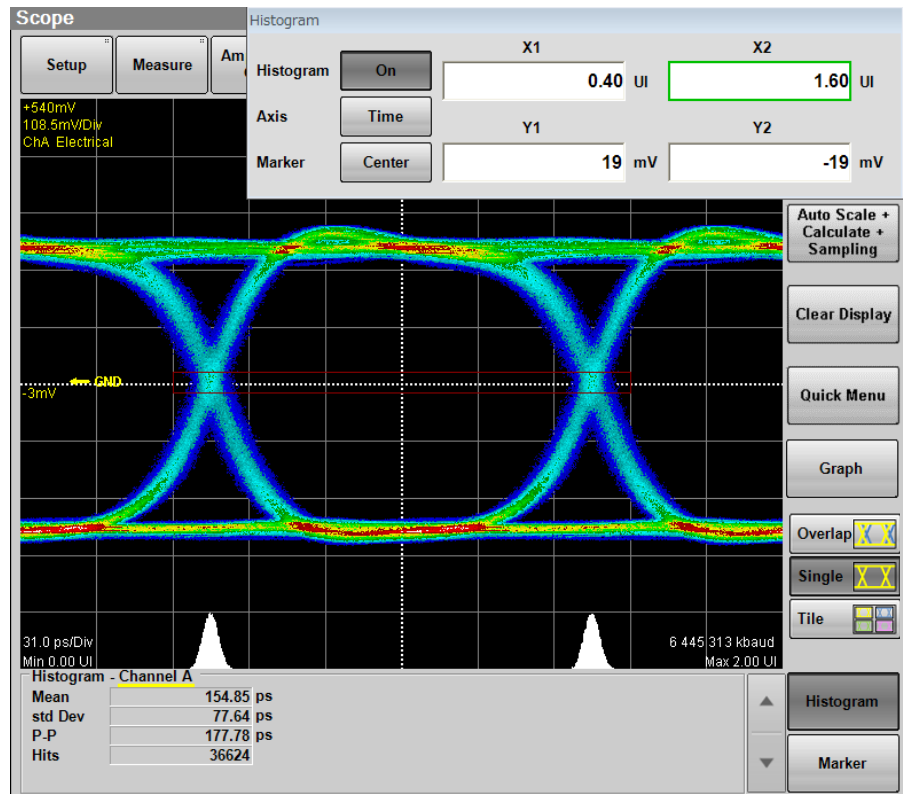 Scope
Histogram
Setup
Measure
Am
Histogram
On
X1
0.40 UI
X2
1.60 UI
Axis
Time
Marker
Center
Y1
19 mV
Y2
-19 mV
+540mV
108.5mV/Div
ChA Electrical
Auto Scale +
Calculate +
Sampling
Clear Display
GND
-3mV
Quick Menu
Graph
Overlap
Single
Tile
31.0 ps/Div
Min 0.00 UI
6 445 313 kbaud
Max 2.00 UI
Histogram - Channel A
Mean 154.85 ps
std Dev 77.64 ps
P-P 177.78 ps
Hits 36624
Histogram
Marker